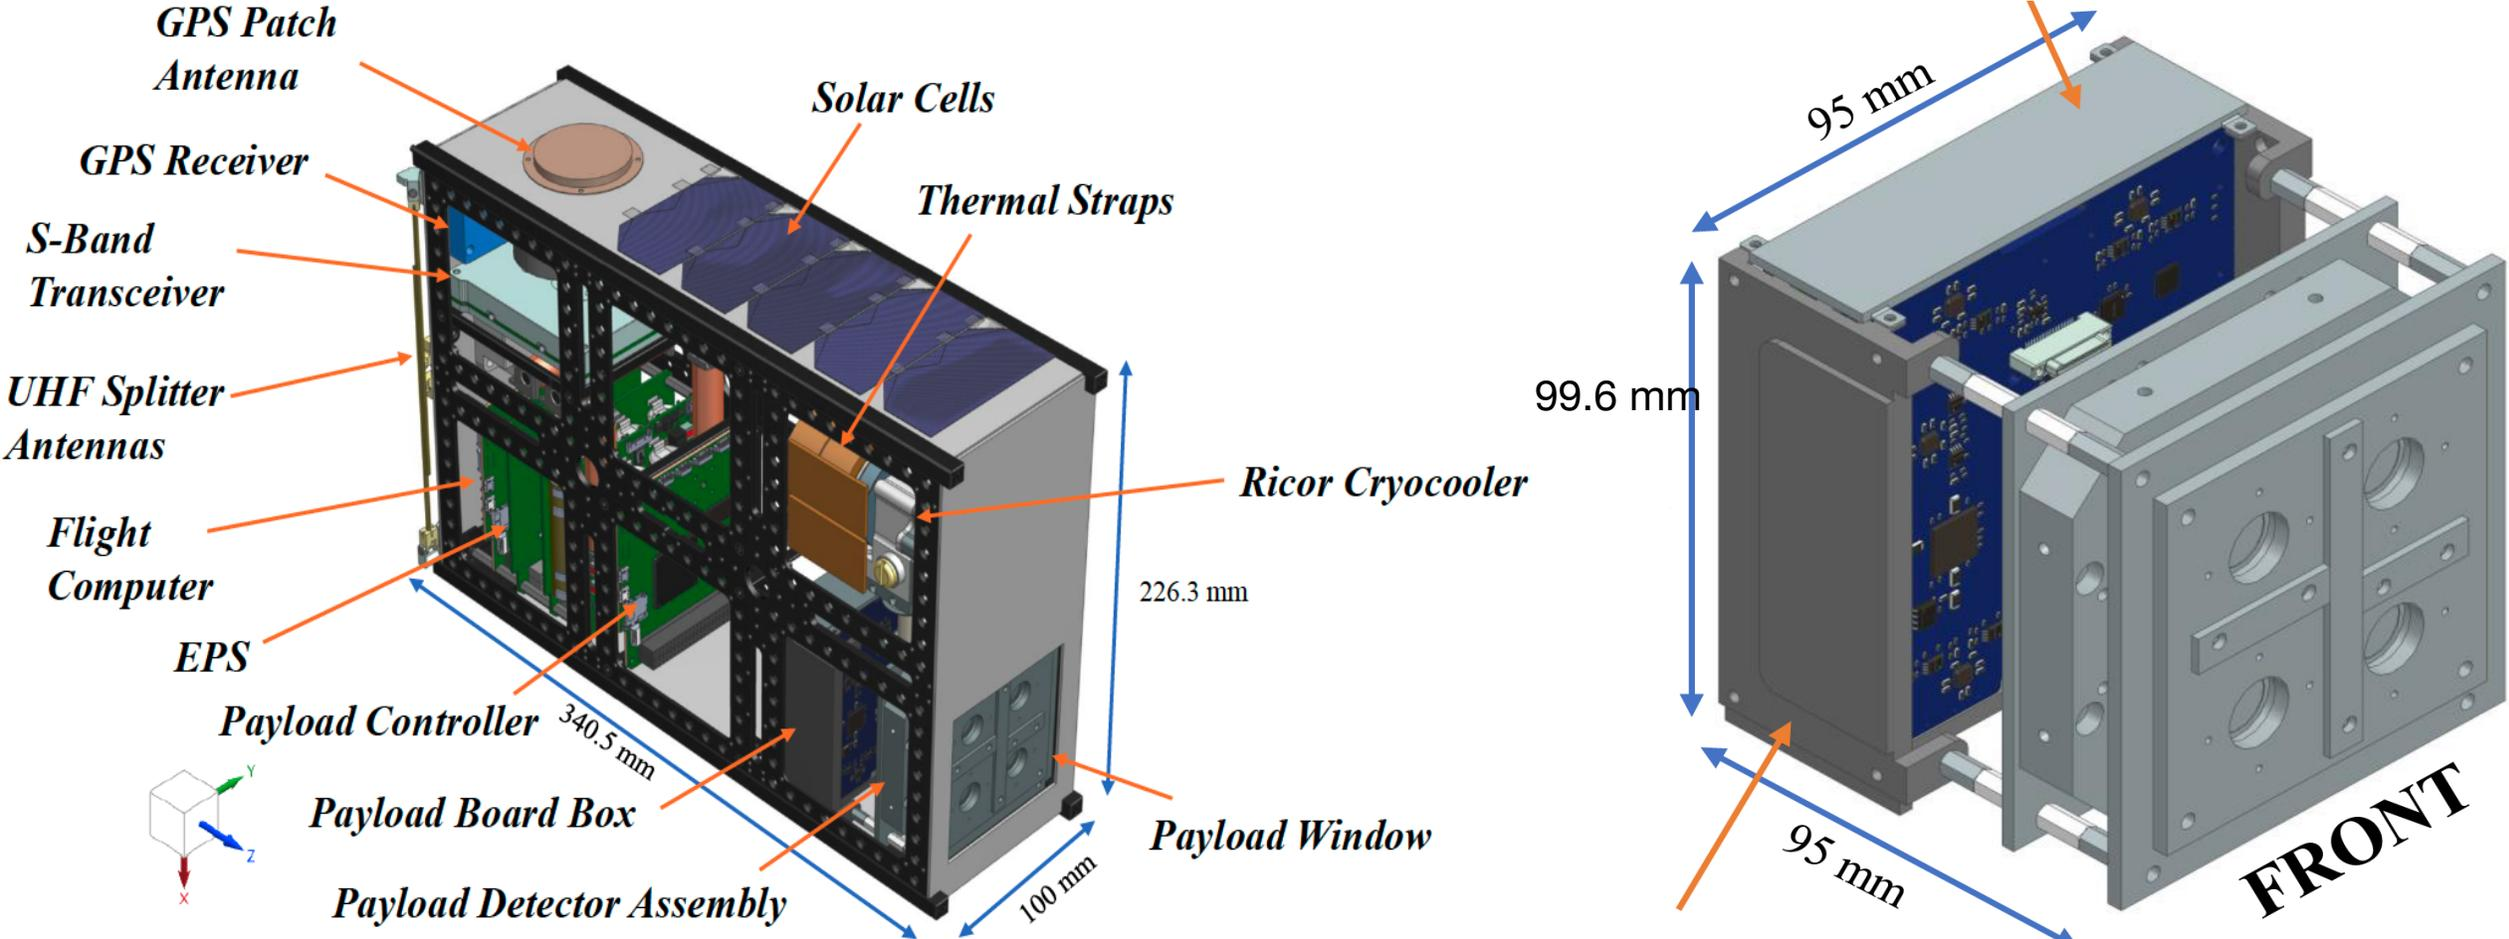 GPS Patch
Antenna
GPS Receiver
S-Band
Transceiver
UHF Splitter
Antennas
Flight
Computer
EPS
Payload Controller
Payload Board Box
Payload Detector Assembly
Solar Cells
Thermal Straps
Ricor Cryocooler
226.3 mm
Payload Window
340.5 mm
100 mm
Y
Z
X
95 mm
99.6 mm
95 mm
FRONT